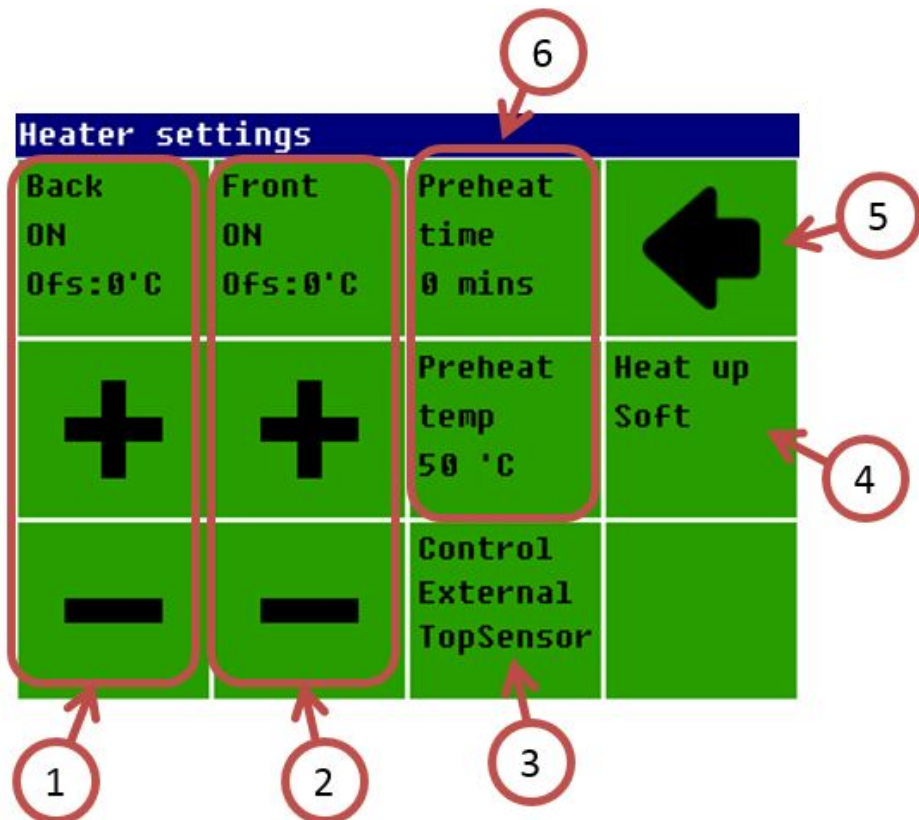 6
Heater settings
Back
ON
Ofs:0'C
Front
ON
Ofs:0'C
Preheat
time
0 mins
5
Preheat
temp
50 'C
Heat up
Soft
4
Control
External
TopSensor
1
2
3